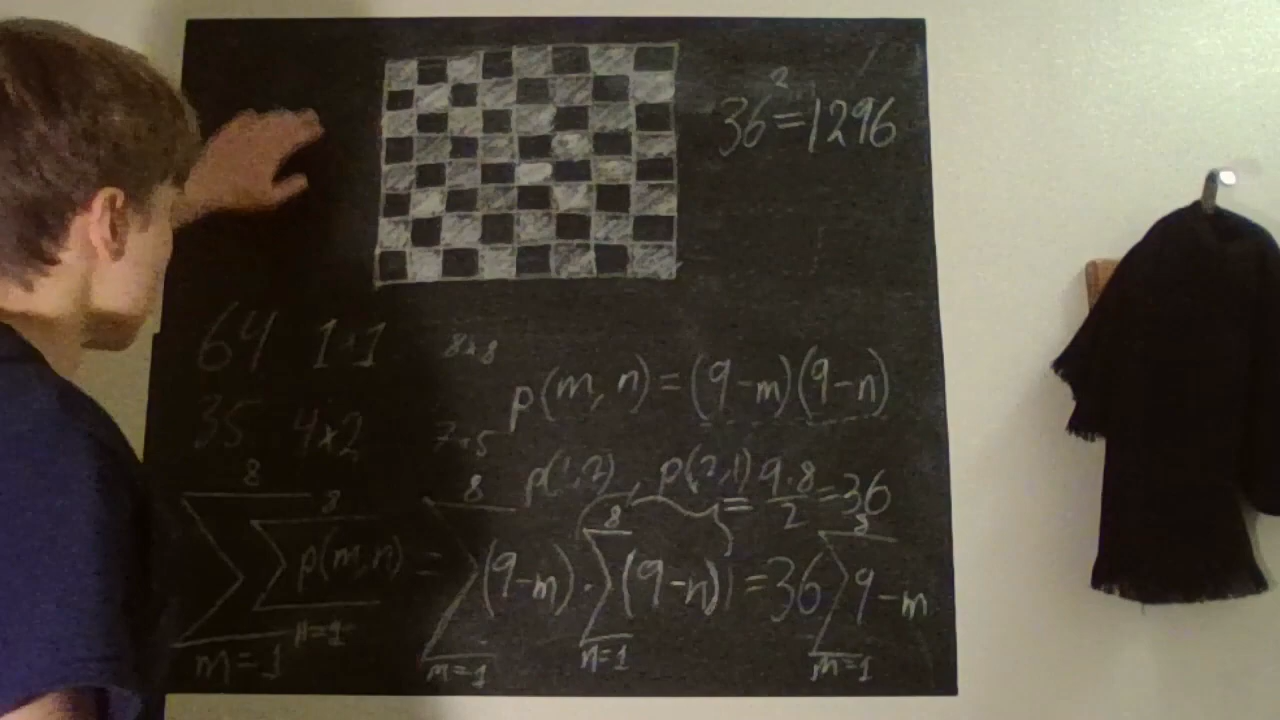 36² = 1296
64 1×1 8×8
p(m, n) = (9-m)(9-n)
35 4×2 7×5
p(1,2), p(2,1)
8 Σ m=1 8 Σ n=1 p(m,n) = 8 Σ m=1 (9-m) · 8 Σ n=1 (9-n)) = 36 8 Σ m=1 9-m
= 9·8/2 = 36